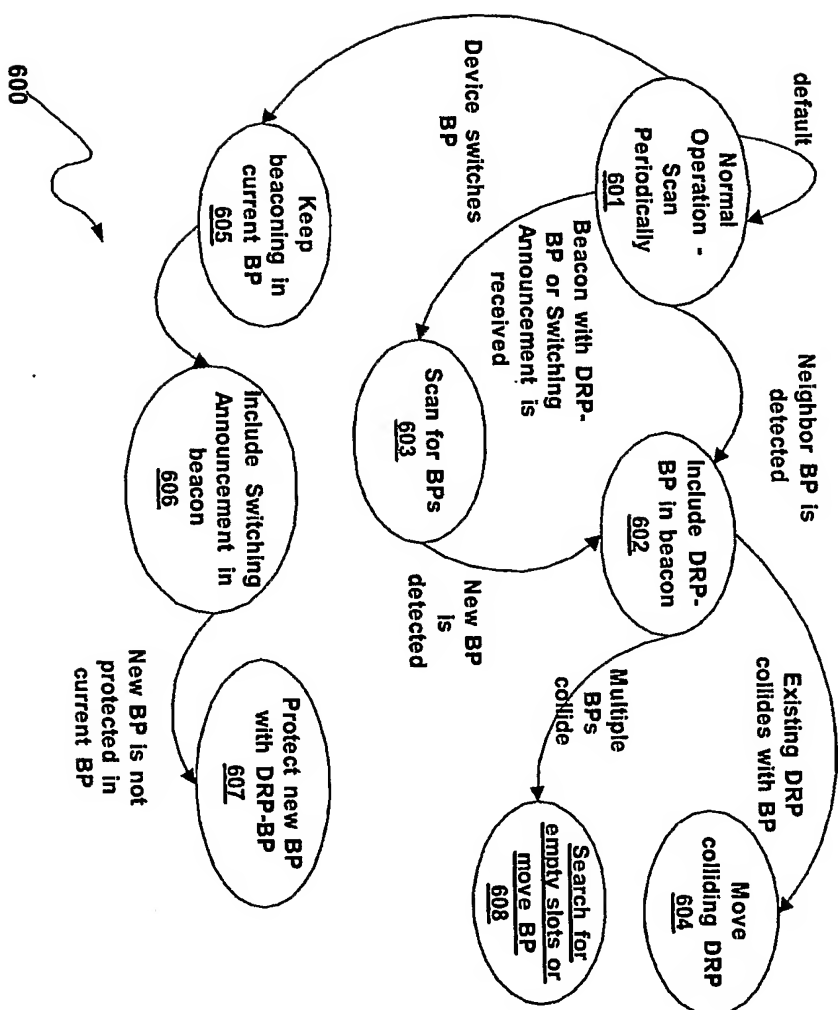 default
Normal
Operation -
Scan
Periodically
601
Neighbor BP is
detected
Include DRP-
BP in beacon
602
Existing DRP
collides with BP
Move
colliding DRP
604
Beacon with DRP-
BP or Switching
Announcement is
received
Scan for BPs
603
New BP
is
detected
Multiple
BPs
collide
Search for
empty slots or
move BP
608
Device switches
BP
Keep
beaconing in
current BP
605
Include Switching
Announcement in
beacon
606
New BP is not
protected in
current BP
Protect new BP
with DRP-BP
607
600